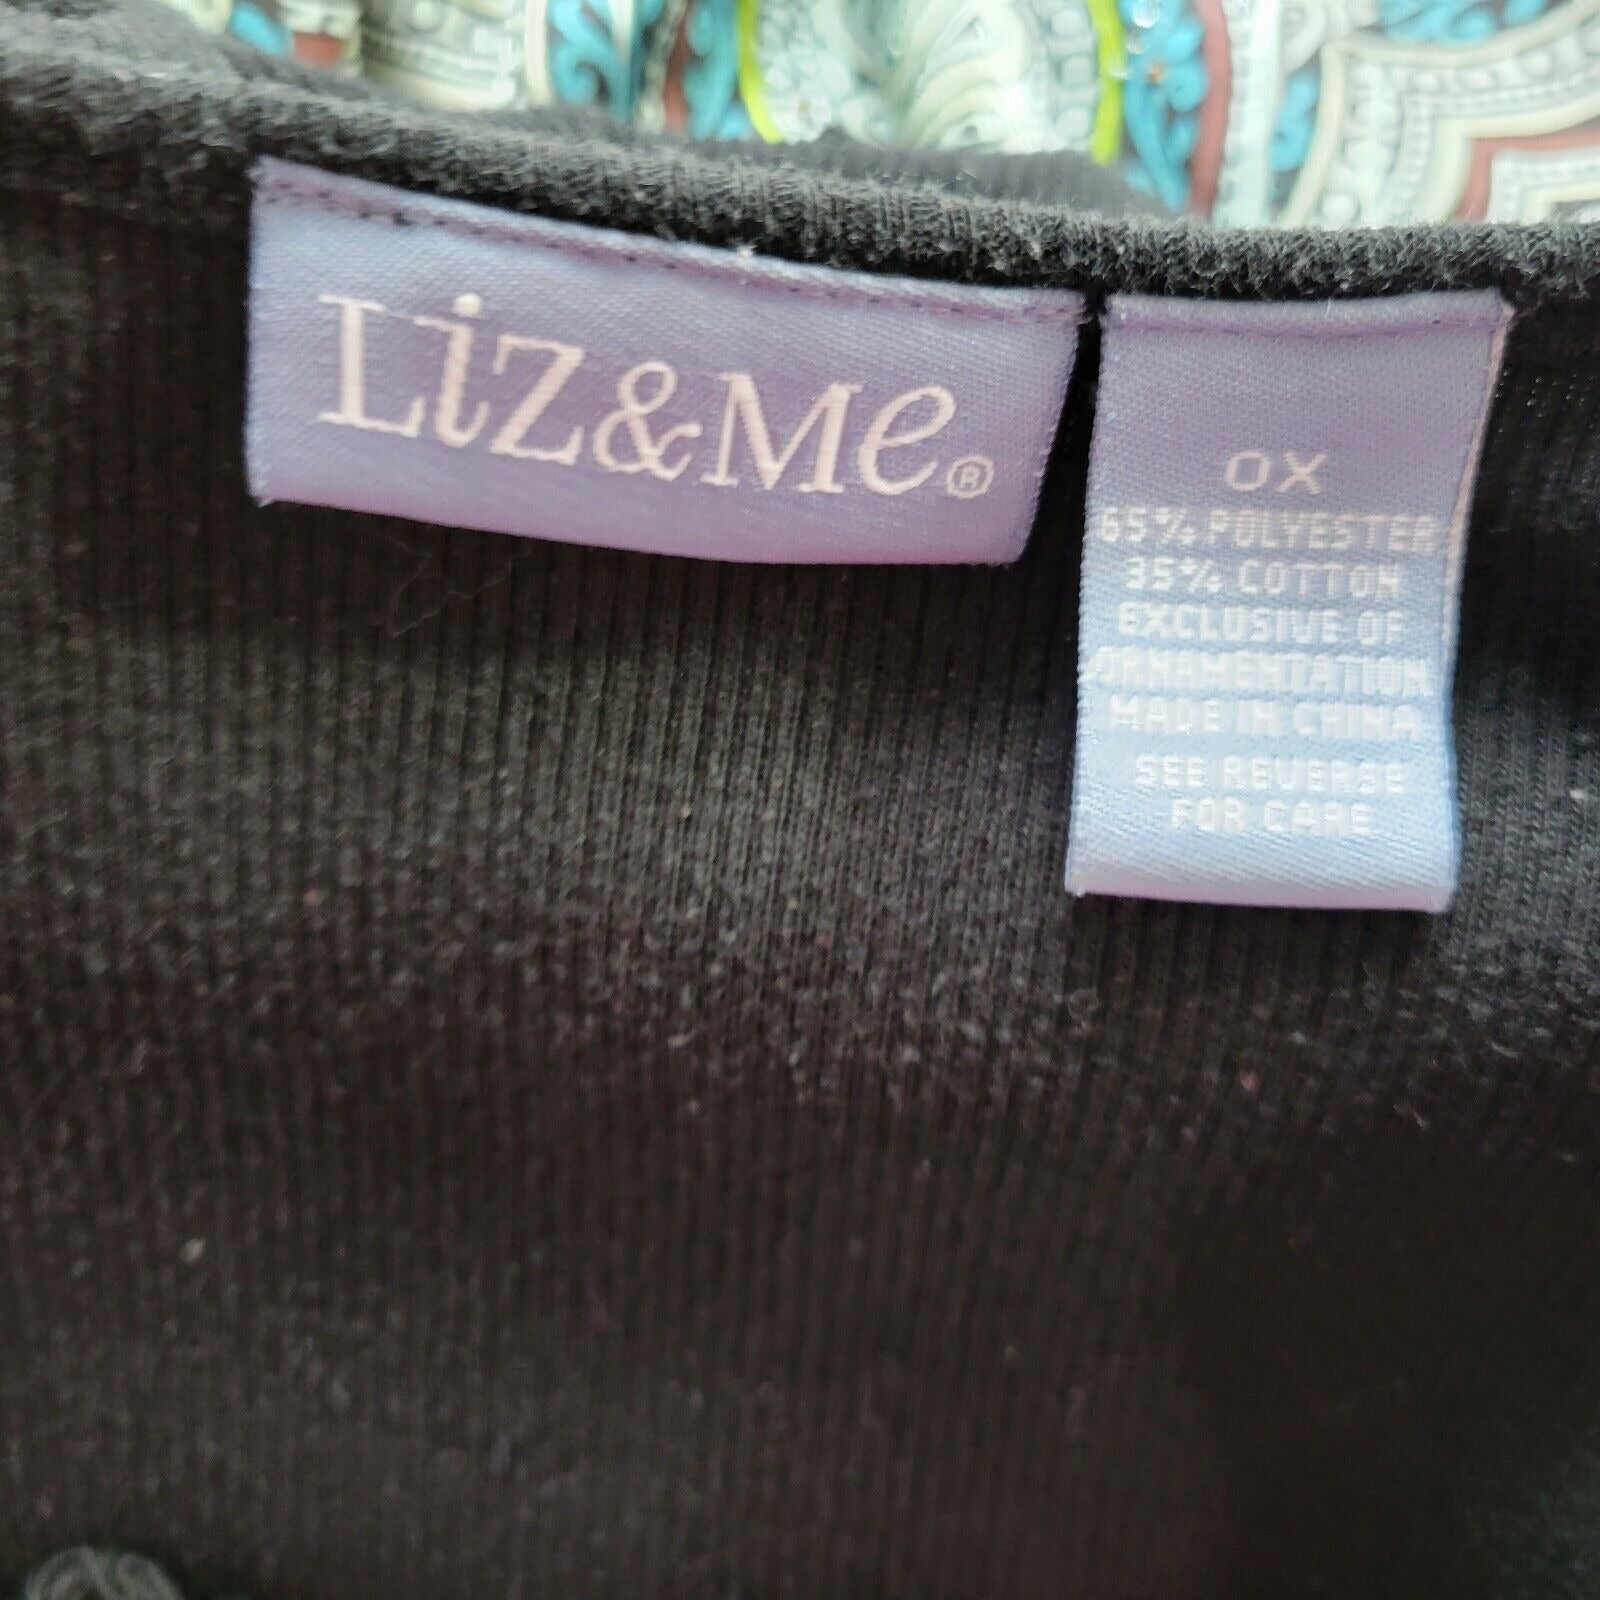 Liz&Me®
0X
65% POLYESTER
35% COTTON
EXCLUSIVE OF
ORNAMENTATION
MADE IN CHINA
SEE REVERSE
FOR CARE